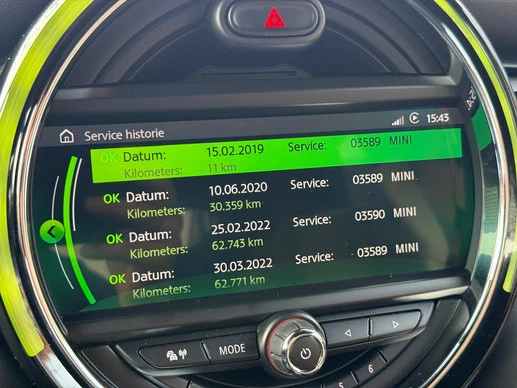 15:43
Service historie
OK Datum: 15.02.2019 Service: 03589 MINI
Kilometers: 11 km
OK Datum: 10.06.2020 Service: 03589 MINI
Kilometers: 30.359 km
OK Datum: 25.02.2022 Service: 03590 MINI
Kilometers: 62.743 km
OK Datum: 30.03.2022 Service: 03589 MINI
Kilometers: 62.771 km
MODE
5 6